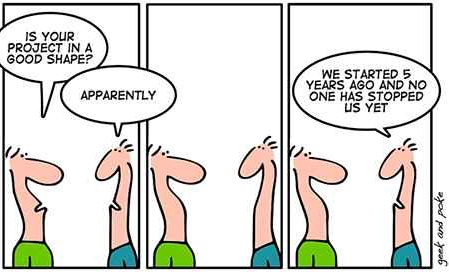 IS YOUR
PROJECT IN A
GOOD SHAPE?
APPARENTLY
WE STARTED 5
YEARS AGO AND NO
ONE HAS STOPPED
US YET
geek and poke